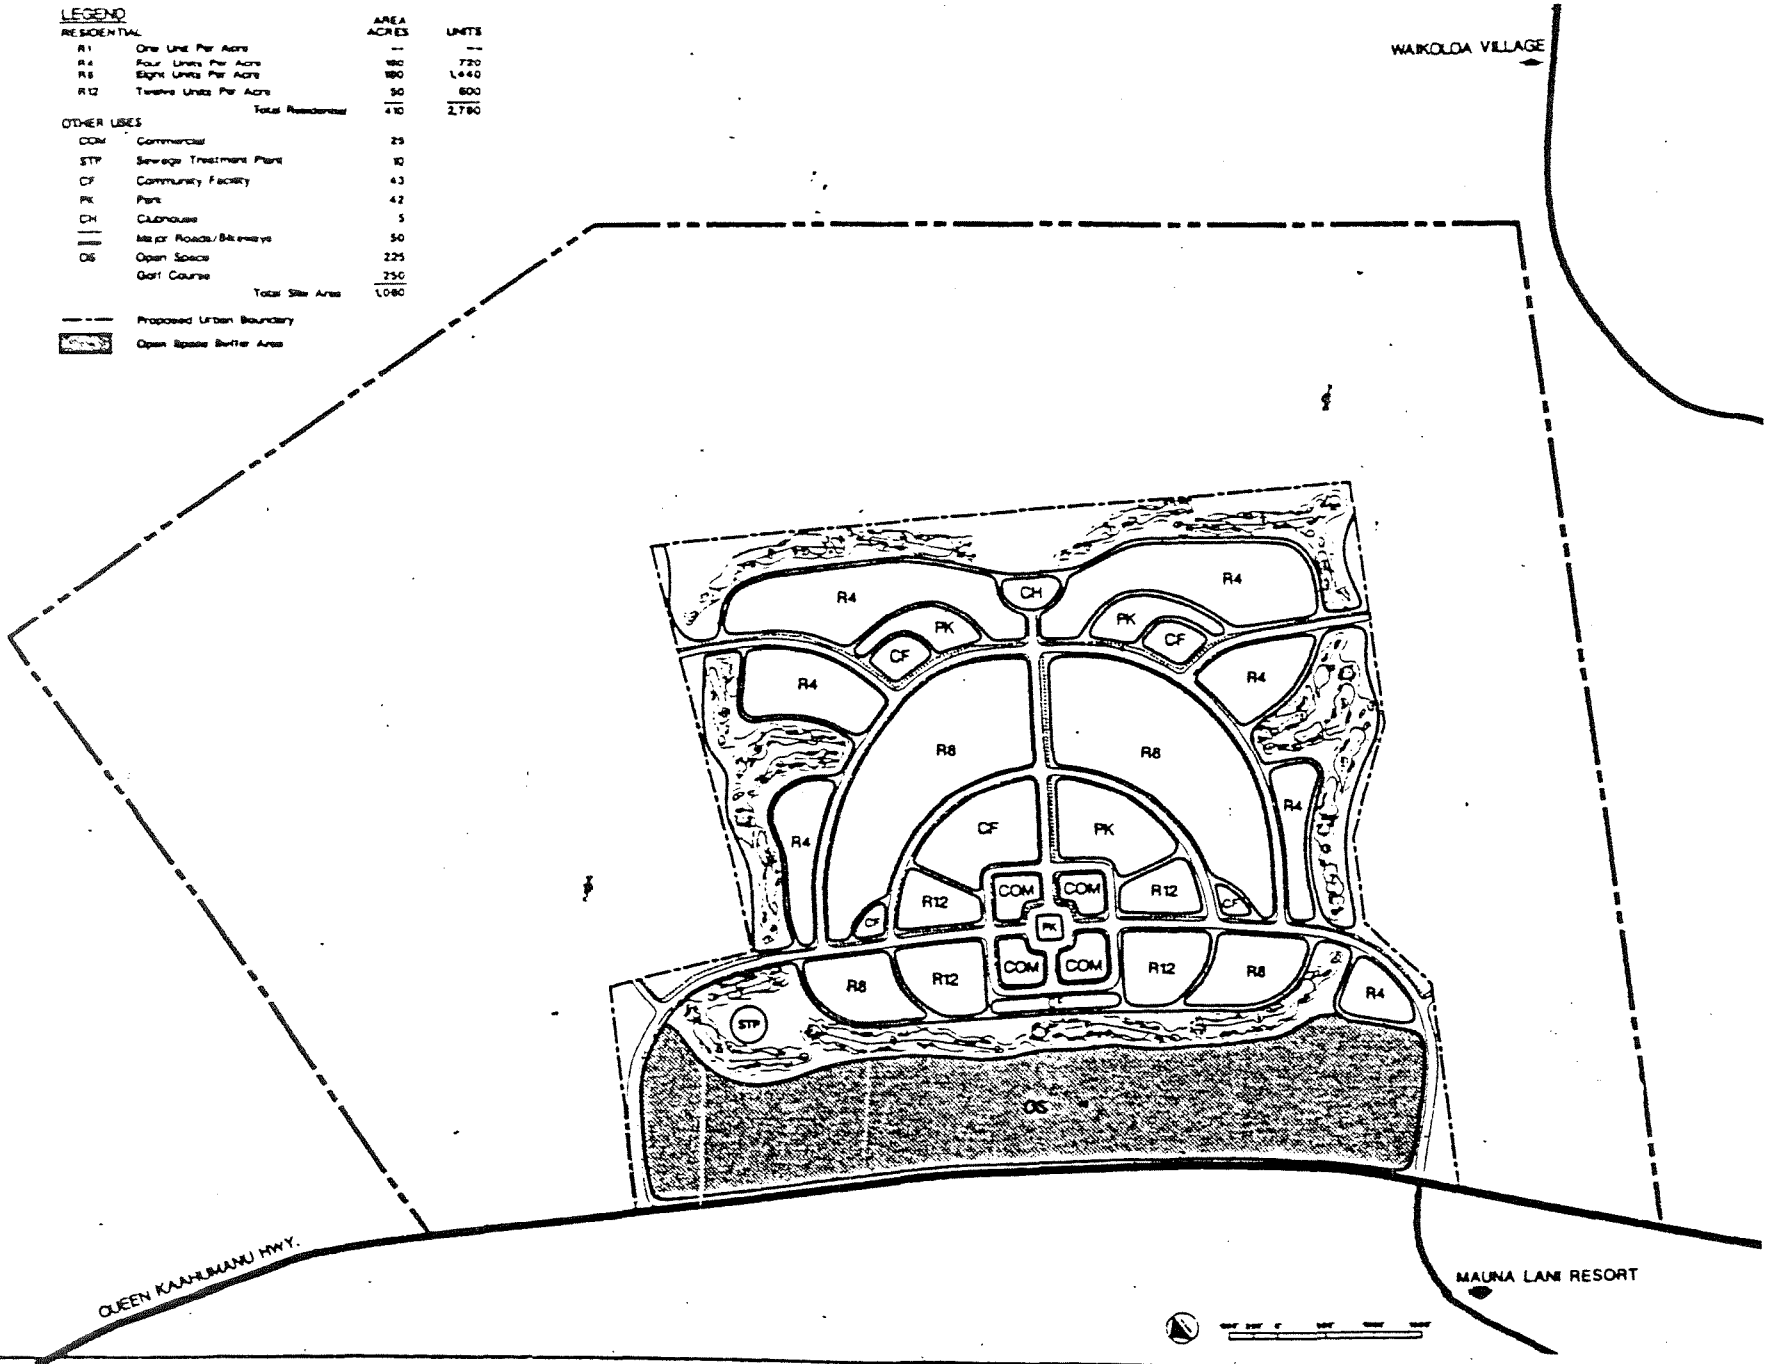 LEGEND
AREA
RESIDENTIAL ACRES UNITS
R1 One Unit Per Acre — —
R4 Four Units Per Acre 180 720
R8 Eight Units Per Acre 180 1,440
R12 Twelve Units Per Acre 50 600
Total Residential 410 2,760
OTHER USES
COM Commercial 25
STP Sewage Treatment Plant 10
CF Community Facility 43
PK Park 42
CH Clubhouse 5
Major Roads/Bikeways 50
OS Open Space 225
Golf Course 250
Total Site Area 1,060
Proposed Urban Boundary
Open Space Buffer Area
WAIKOLOA VILLAGE
R4
CH
R4
PK
PK
CF
CF
R4
R4
R8
R8
R4
R4
CF
PK
R12
COM
COM
R12
CF
CF
PK
R8
R12
COM
COM
R12
R8
R4
STP
OS
QUEEN KAAHUMANU HWY.
MAUNA LANI RESORT